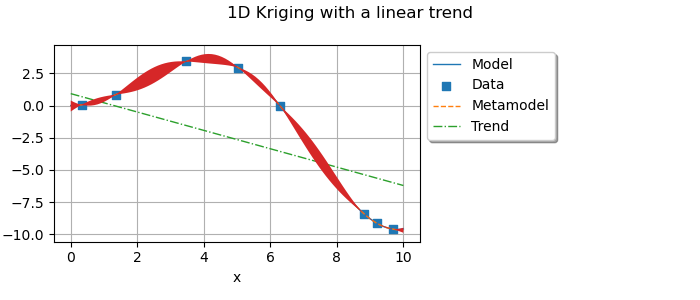 1D Kriging with a linear trend
2.5
0.0
−2.5
−5.0
−7.5
−10.0
0 2 4 6 8 10
x
Model
Data
Metamodel
Trend